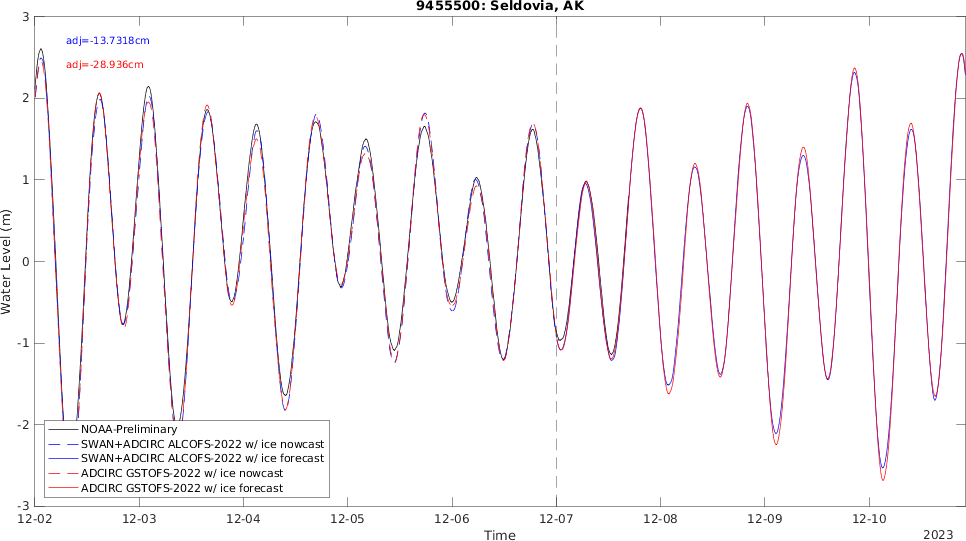 9455500: Seldovia, AK
adj=-13.7318cm
adj=-28.936cm
3
2
1
0
-1
-2
-3
Water Level (m)
NOAA-Preliminary
SWAN+ADCIRC ALCOFS-2022 w/ ice nowcast
SWAN+ADCIRC ALCOFS-2022 w/ ice forecast
ADCIRC GSTOFS-2022 w/ ice nowcast
ADCIRC GSTOFS-2022 w/ ice forecast
12-02 12-03 12-04 12-05 12-06 12-07 12-08 12-09 12-10
Time
2023